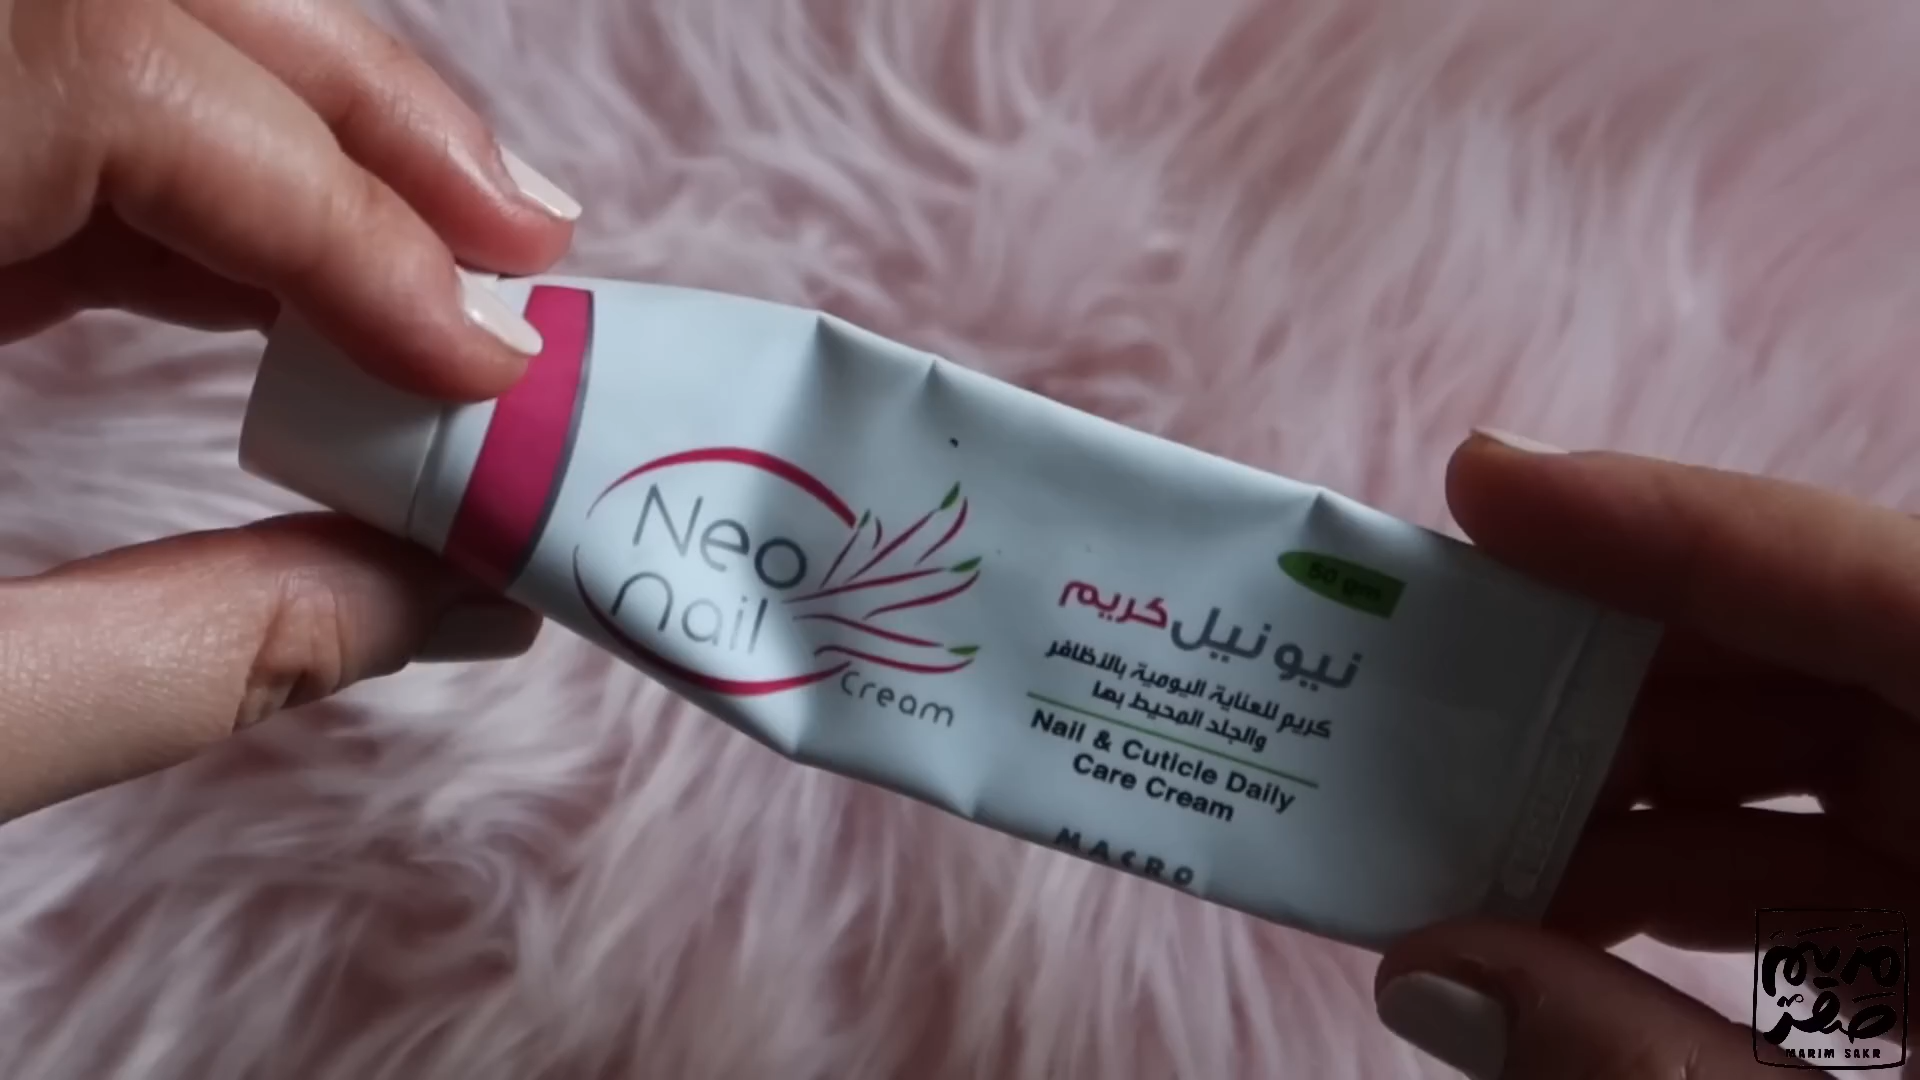 Neo
nail
cream
50 gm
نيو نيل كريم
كريم للعناية اليومية بالأظافر
والجلد المحيط بها
Nail & Cuticle Daily
Care Cream
MACRO
مريم
صقر
MARIM SAKR